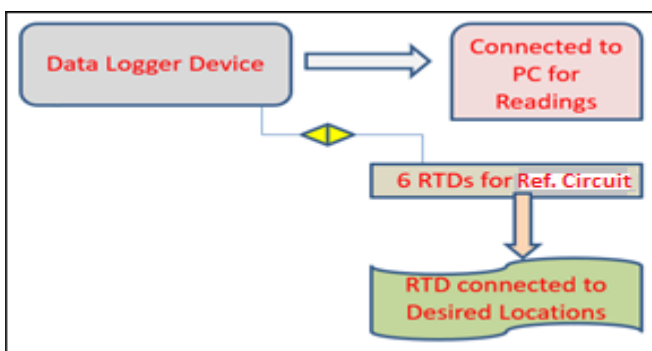 Data Logger Device
Connected to
PC for
Readings
6 RTDs for Ref. Circuit
RTD connected to
Desired Locations